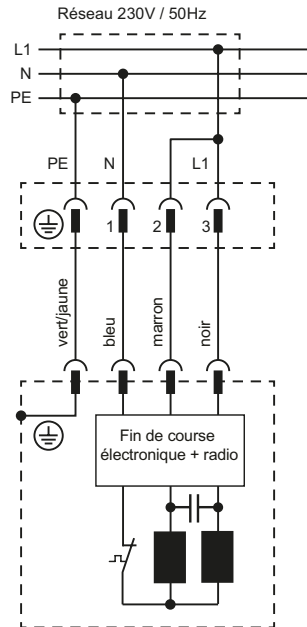 Réseau 230V / 50Hz
L1
N
PE
PE N L1
1 2 3
vert/jaune
bleu
marron
noir
Fin de course
électronique + radio